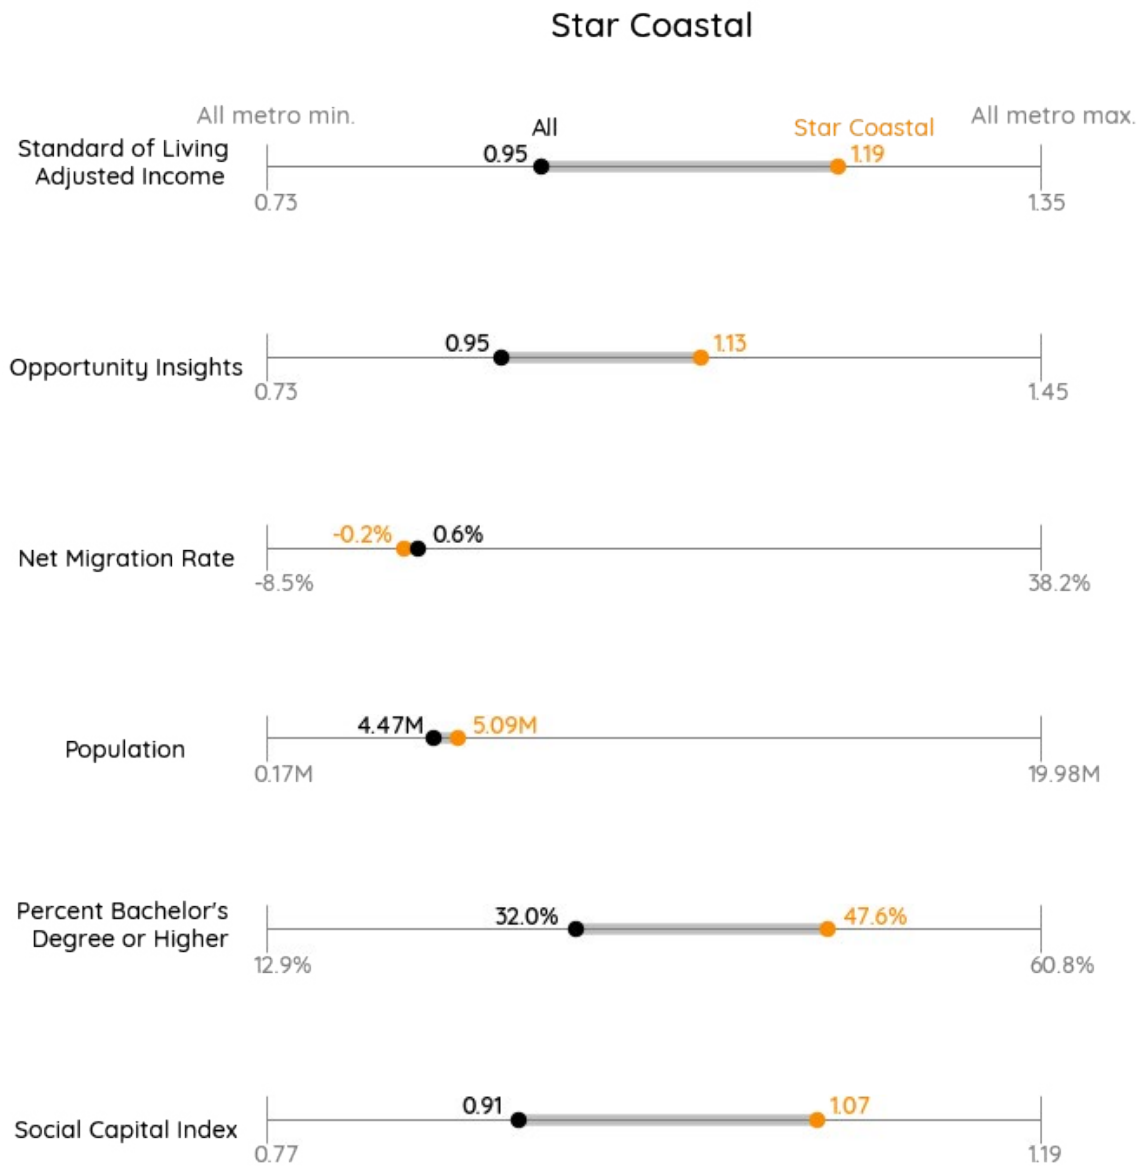 Star Coastal
All metro min.
All
Star Coastal
All metro max.
Standard of Living
Adjusted Income
0.95
1.19
0.73
1.35
Opportunity Insights
0.95
1.13
0.73
1.45
Net Migration Rate
-0.2%
0.6%
-8.5%
38.2%
Population
4.47M
5.09M
0.17M
19.98M
Percent Bachelor's
Degree or Higher
32.0%
47.6%
12.9%
60.8%
Social Capital Index
0.91
1.07
0.77
1.19